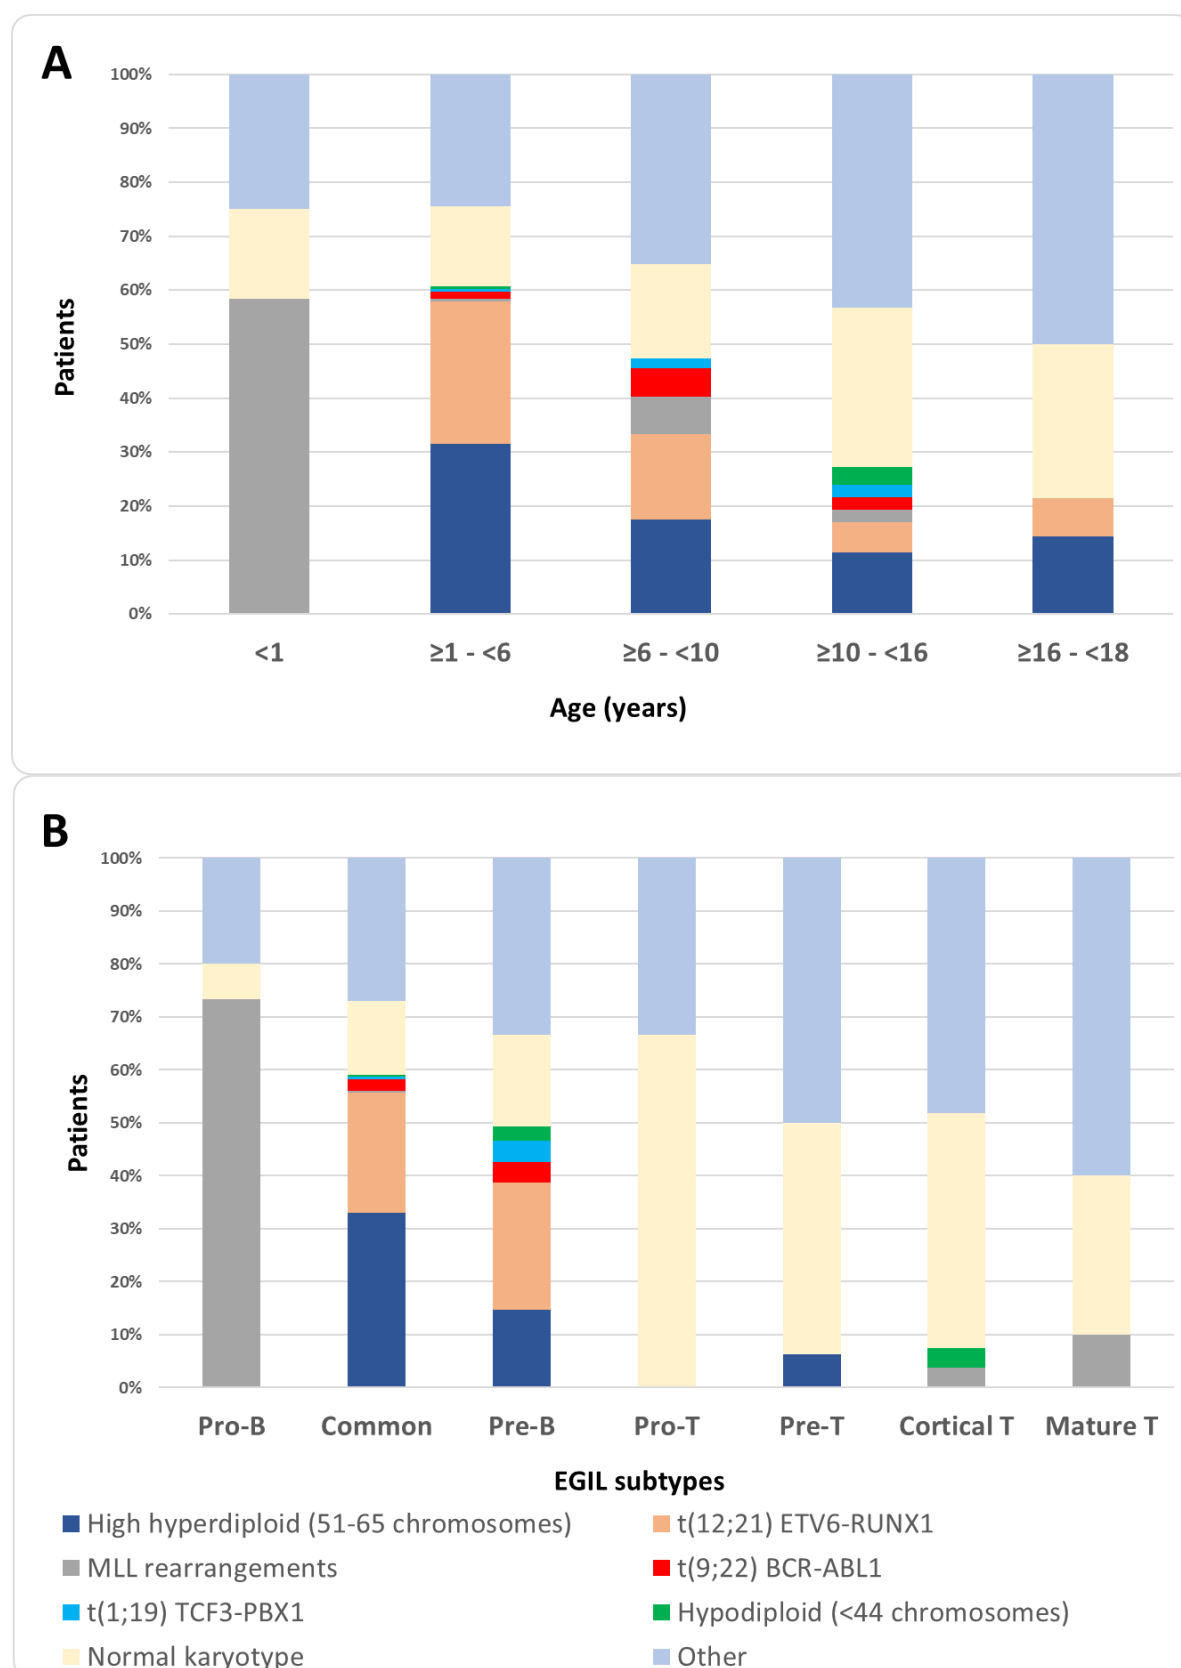 A
100%
90%
80%
70%
60%
50%
40%
30%
20%
10%
0%
Patients
<1 ≥1 - <6 ≥6 - <10 ≥10 - <16 ≥16 - <18
Age (years)
B
100%
90%
80%
70%
60%
50%
40%
30%
20%
10%
0%
Patients
Pro-B Common Pre-B Pro-T Pre-T Cortical T Mature T
EGIL subtypes
High hyperdiploid (51-65 chromosomes) t(12;21) ETV6-RUNX1
MLL rearrangements t(9;22) BCR-ABL1
t(1;19) TCF3-PBX1 Hypodiploid (<44 chromosomes)
Normal karyotype Other